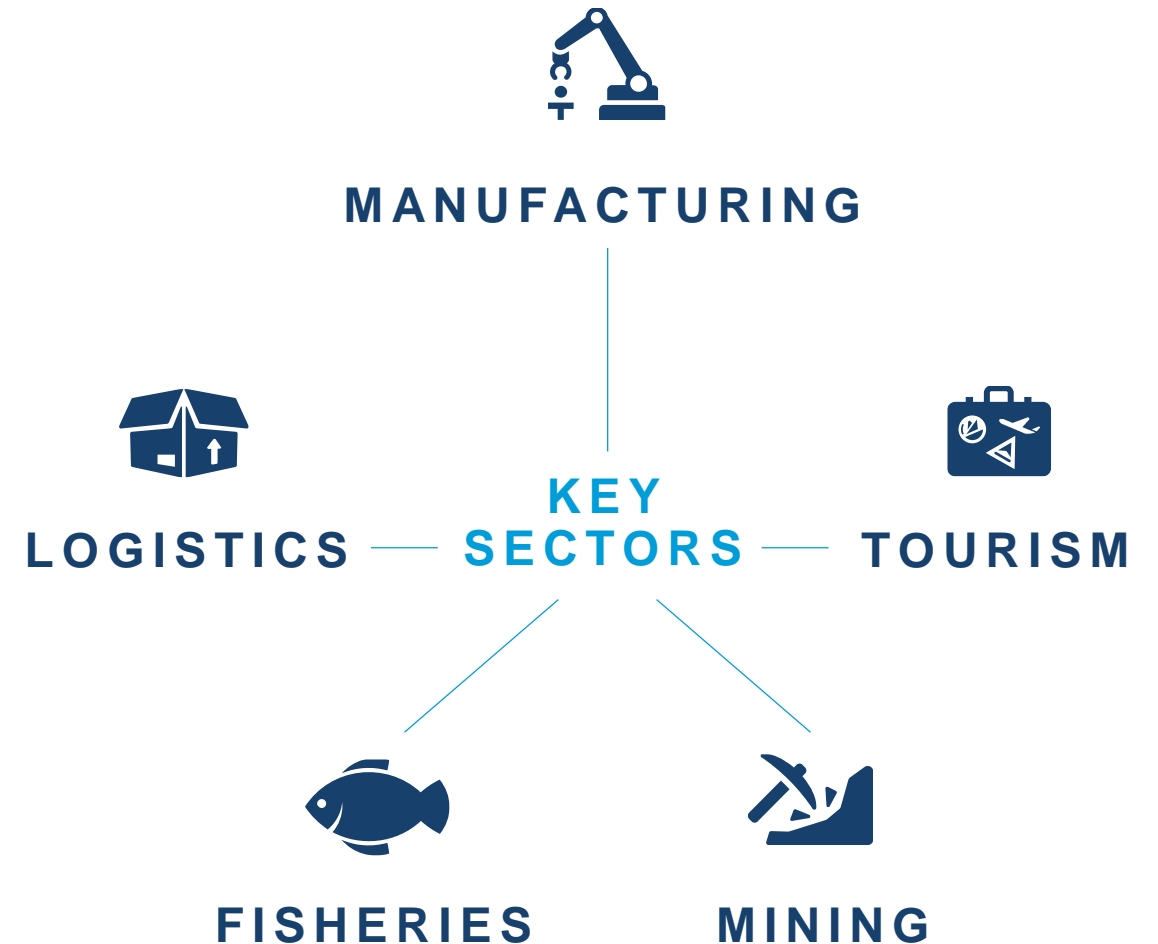 MANUFACTURING
KEY
SECTORS
LOGISTICS
TOURISM
FISHERIES
MINING